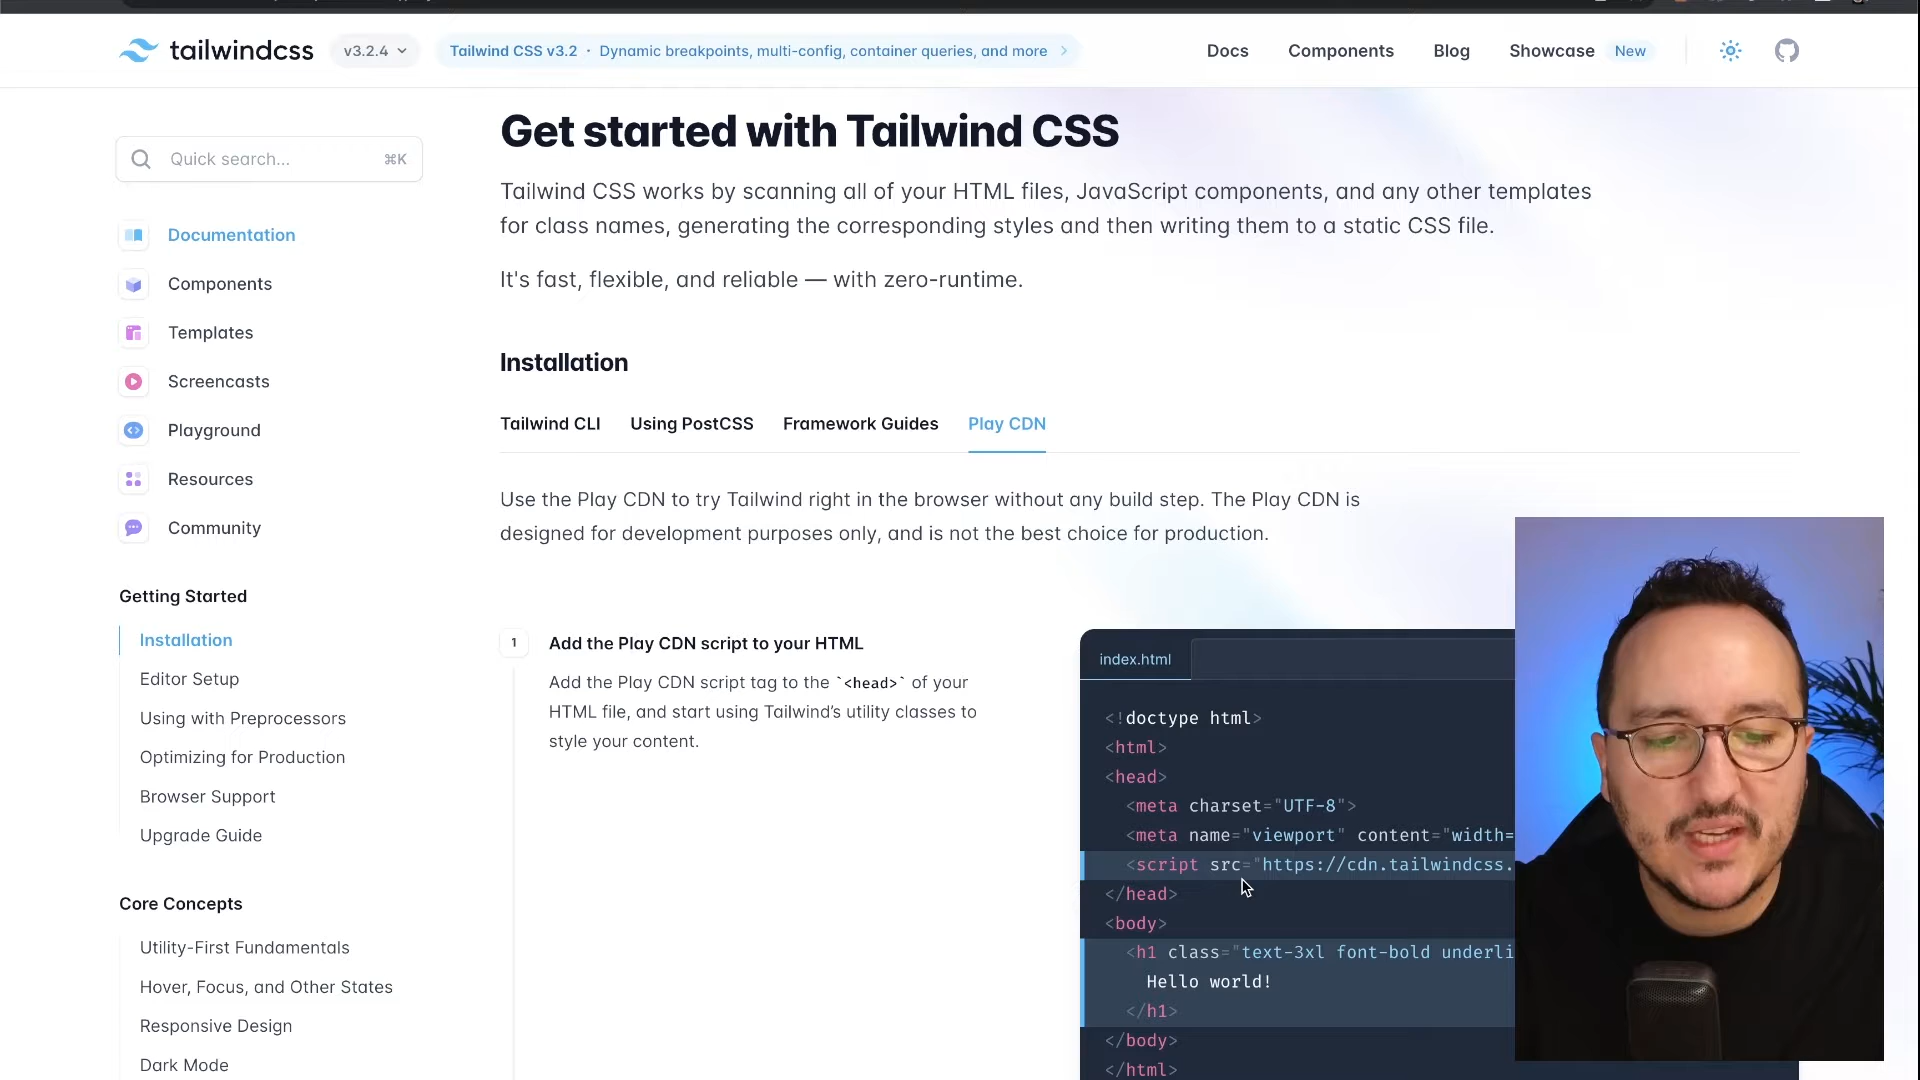 tailwindcss
v3.2.4
Tailwind CSS v3.2 · Dynamic breakpoints, multi-config, container queries, and more
Docs
Components
Blog
Showcase
New
Quick search...
⌘K
Documentation
Components
Templates
Screencasts
Playground
Resources
Community
Getting Started
Installation
Editor Setup
Using with Preprocessors
Optimizing for Production
Browser Support
Upgrade Guide
Core Concepts
Utility-First Fundamentals
Hover, Focus, and Other States
Responsive Design
Dark Mode
Get started with Tailwind CSS
Tailwind CSS works by scanning all of your HTML files, JavaScript components, and any other templates
for class names, generating the corresponding styles and then writing them to a static CSS file.
It's fast, flexible, and reliable — with zero-runtime.
Installation
Tailwind CLI
Using PostCSS
Framework Guides
Play CDN
Use the Play CDN to try Tailwind right in the browser without any build step. The Play CDN is
designed for development purposes only, and is not the best choice for production.
1
Add the Play CDN script to your HTML
Add the Play CDN script tag to the `<head>` of your
HTML file, and start using Tailwind’s utility classes to
style your content.
index.html
<!doctype html>
<html>
<head>
<meta charset="UTF-8">
<meta name="viewport" content="width=
<script src="https://cdn.tailwindcss.
</head>
<body>
<h1 class="text-3xl font-bold underli
Hello world!
</h1>
</body>
</html>